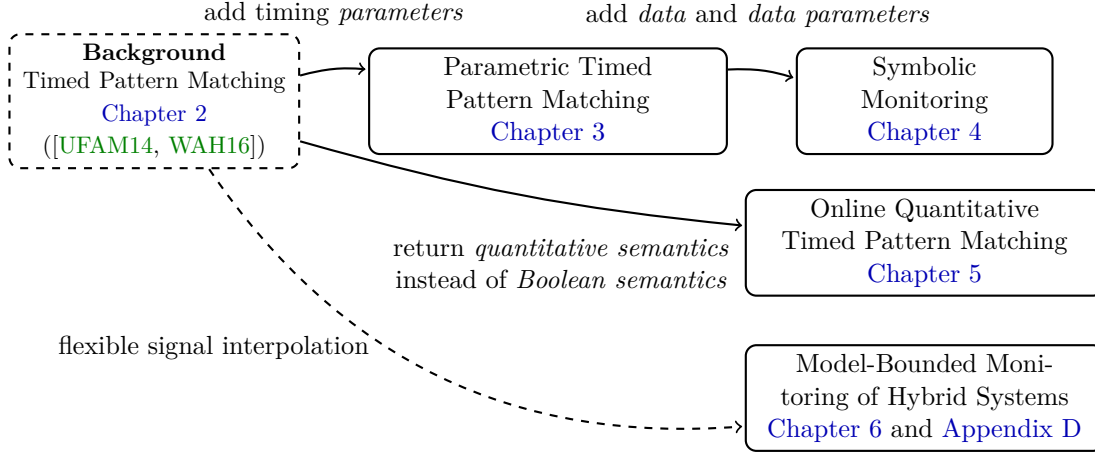 add timing parameters
add data and data parameters
Background
Timed Pattern Matching
Chapter 2
([UFAM14, WAH16])
Parametric Timed
Pattern Matching
Chapter 3
Symbolic
Monitoring
Chapter 4
Online Quantitative
Timed Pattern Matching
Chapter 5
return quantitative semantics
instead of Boolean semantics
flexible signal interpolation
Model-Bounded Moni-
toring of Hybrid Systems
Chapter 6 and Appendix D